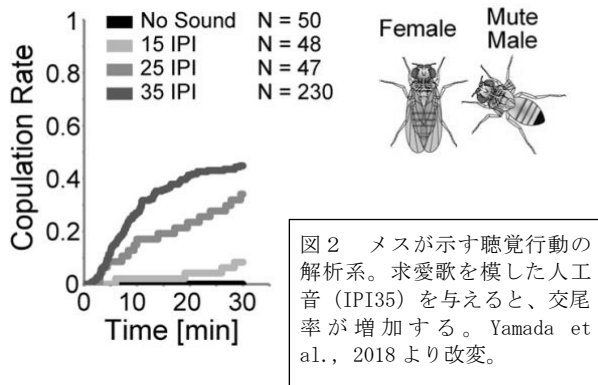 Copulation Rate
1
0.8
0.6
0.4
0.2
0
0 10 20 30
Time [min]
No Sound N = 50
15 IPI N = 48
25 IPI N = 47
35 IPI N = 230
Female
Mute
Male
図２　メスが示す聴覚行動の
解析系。求愛歌を模した人工
音（IPI35）を与えると、交尾
率が増加する。Yamada et
al., 2018 より改変。